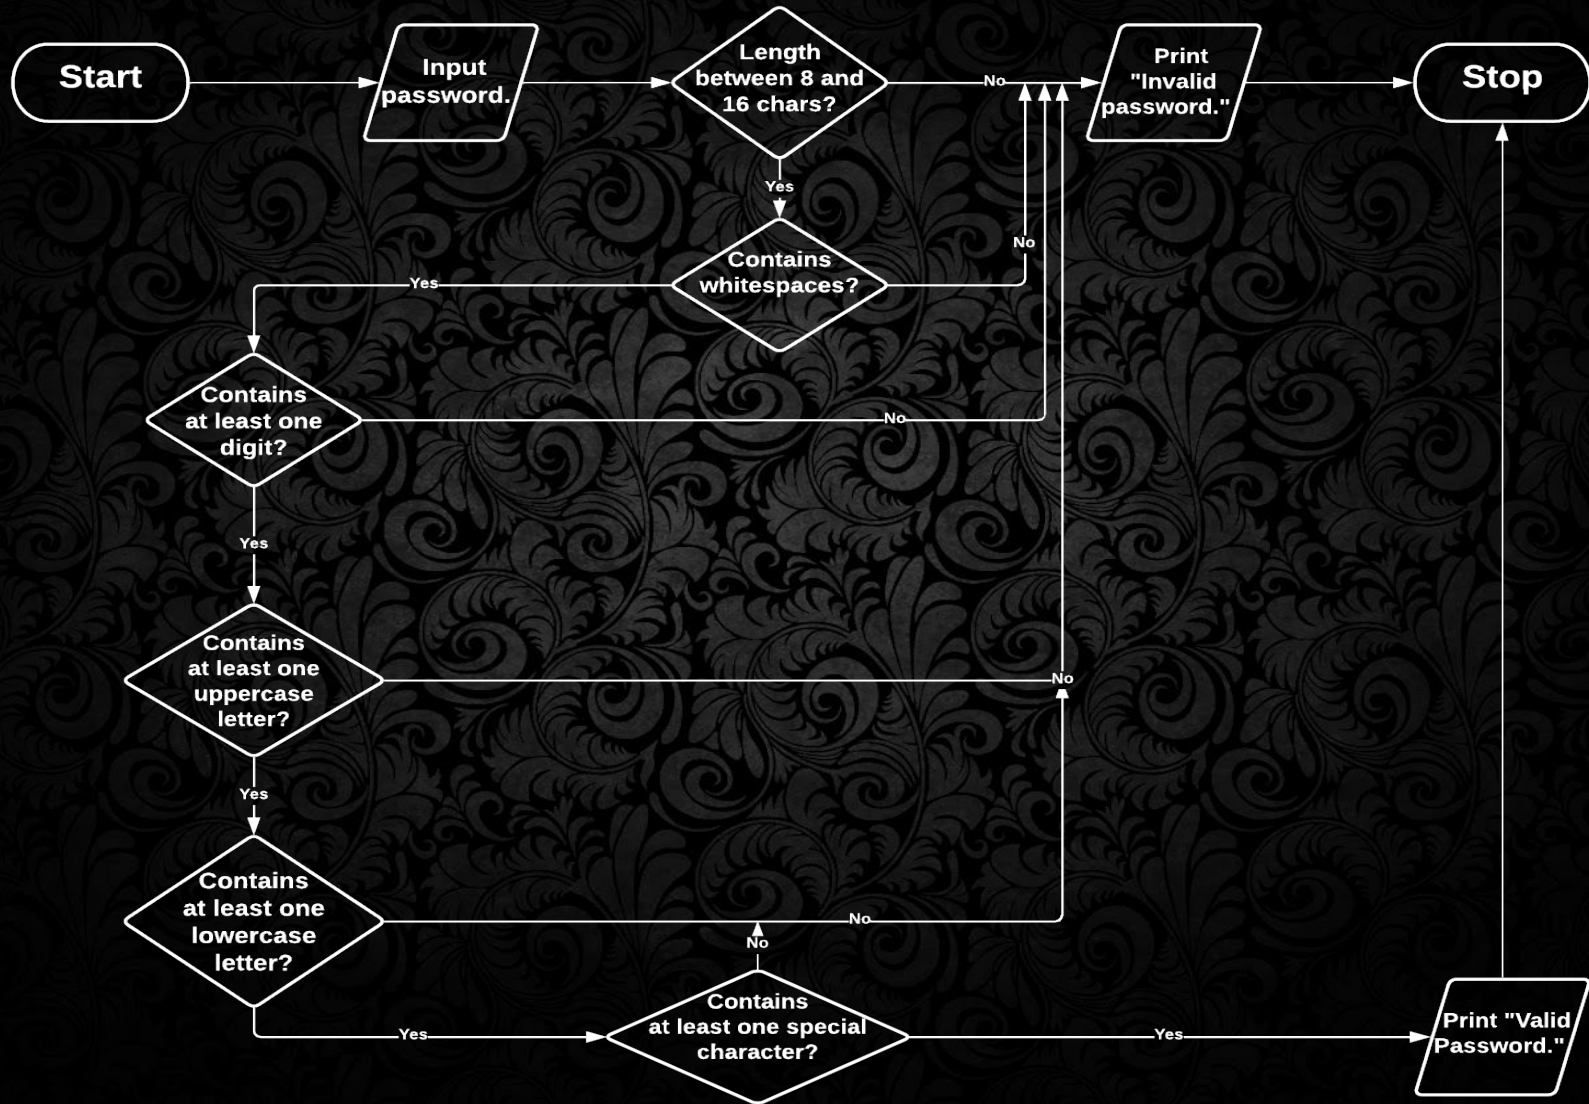 Start
Input
password.
Length
between 8 and
16 chars?
No
Print
"Invalid
password."
Stop
Yes
No
Contains
whitespaces?
Yes
Contains
at least one
digit?
No
Yes
Contains
at least one
uppercase
letter?
No
Yes
Contains
at least one
lowercase
letter?
No
No
Contains
at least one special
character?
Yes
Yes
Print "Valid
Password."